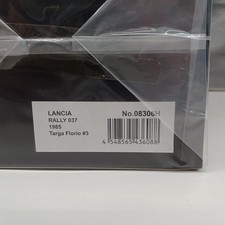 LANCIA
RALLY 037
1985
Targa Florio #3
No.08306H
4 548565 436088